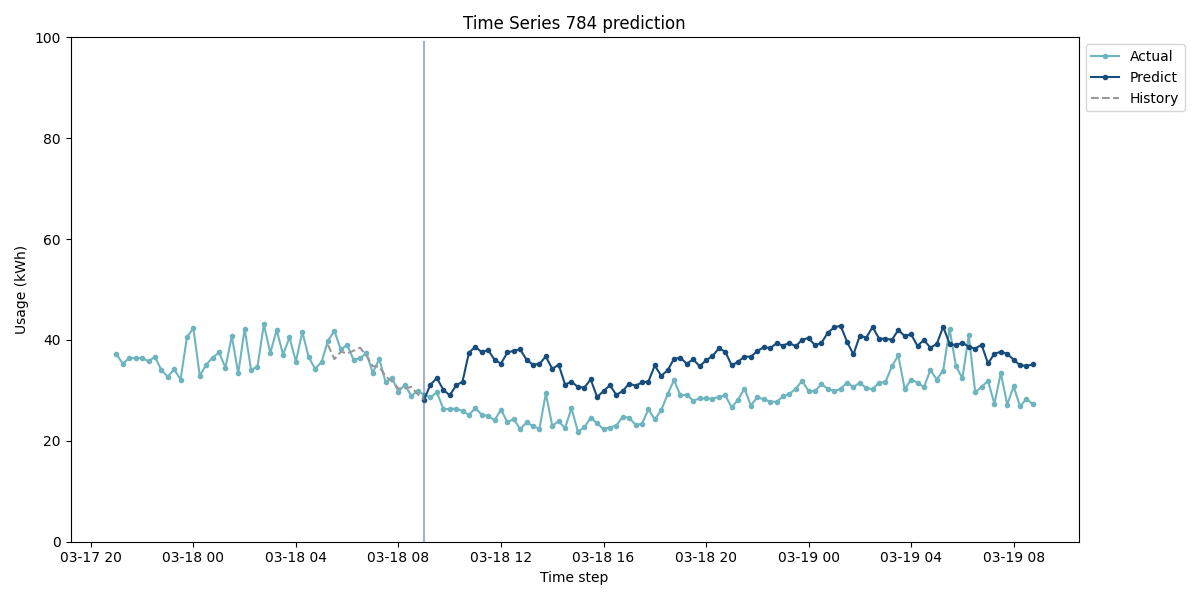 Time Series 784 prediction
Usage (kWh)
100
80
60
40
20
0
03-17 20
03-18 00
03-18 04
03-18 08
03-18 12
03-18 16
03-18 20
03-19 00
03-19 04
03-19 08
Time step
Actual
Predict
History